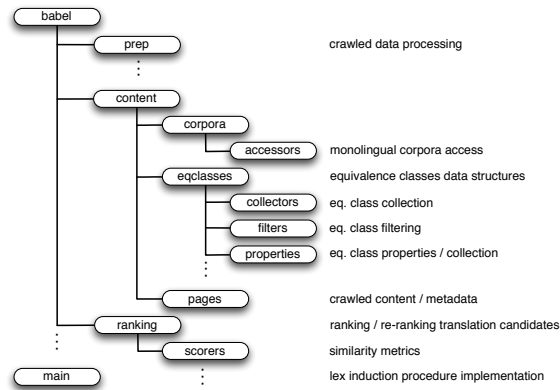 babel
prep crawled data processing
content
corpora
accessors monolingual corpora access
eqclasses equivalence classes data structures
collectors eq. class collection
filters eq. class filtering
properties eq. class properties / collection
pages crawled content / metadata
ranking ranking / re-ranking translation candidates
scorers similarity metrics
main lex induction procedure implementation